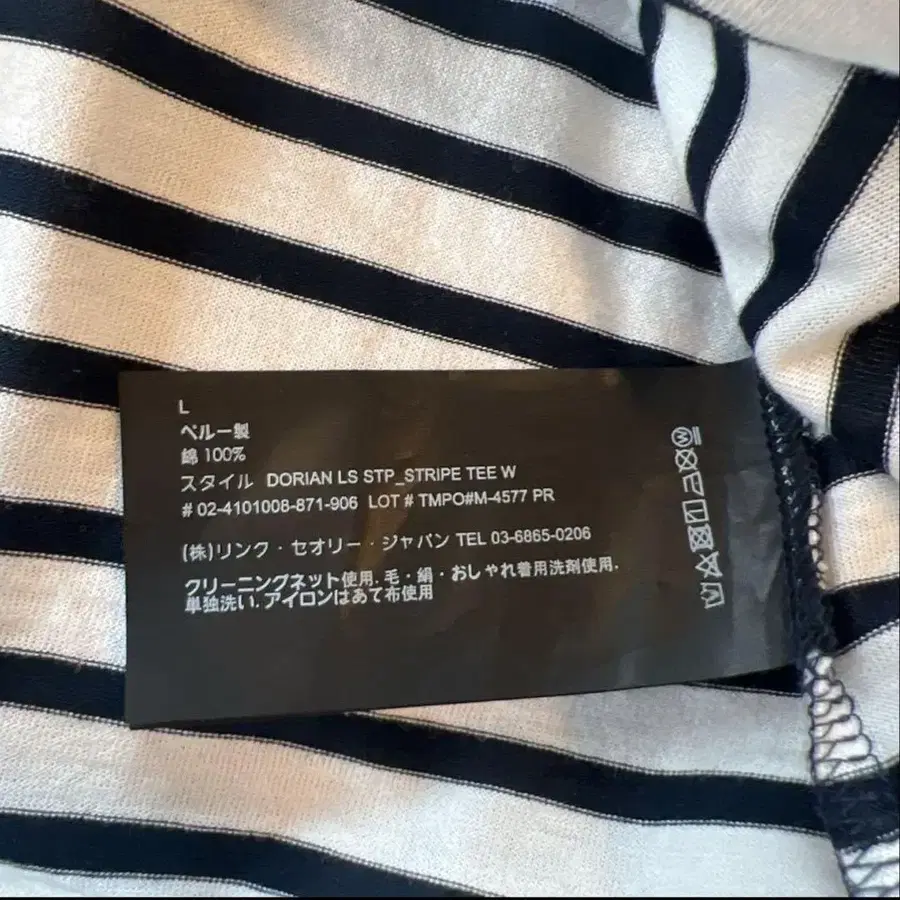 L
ペルー製
綿 100%
スタイル DORIAN LS STP_STRIPE TEE W
# 02-4101008-871-906 LOT # TMPO#M-4577 PR
(株)リンク・セオリー・ジャパン TEL 03-6865-0206
クリーニングネット使用. 毛・絹・おしゃれ着用洗剤使用.
単独洗い. アイロンはあて布使用